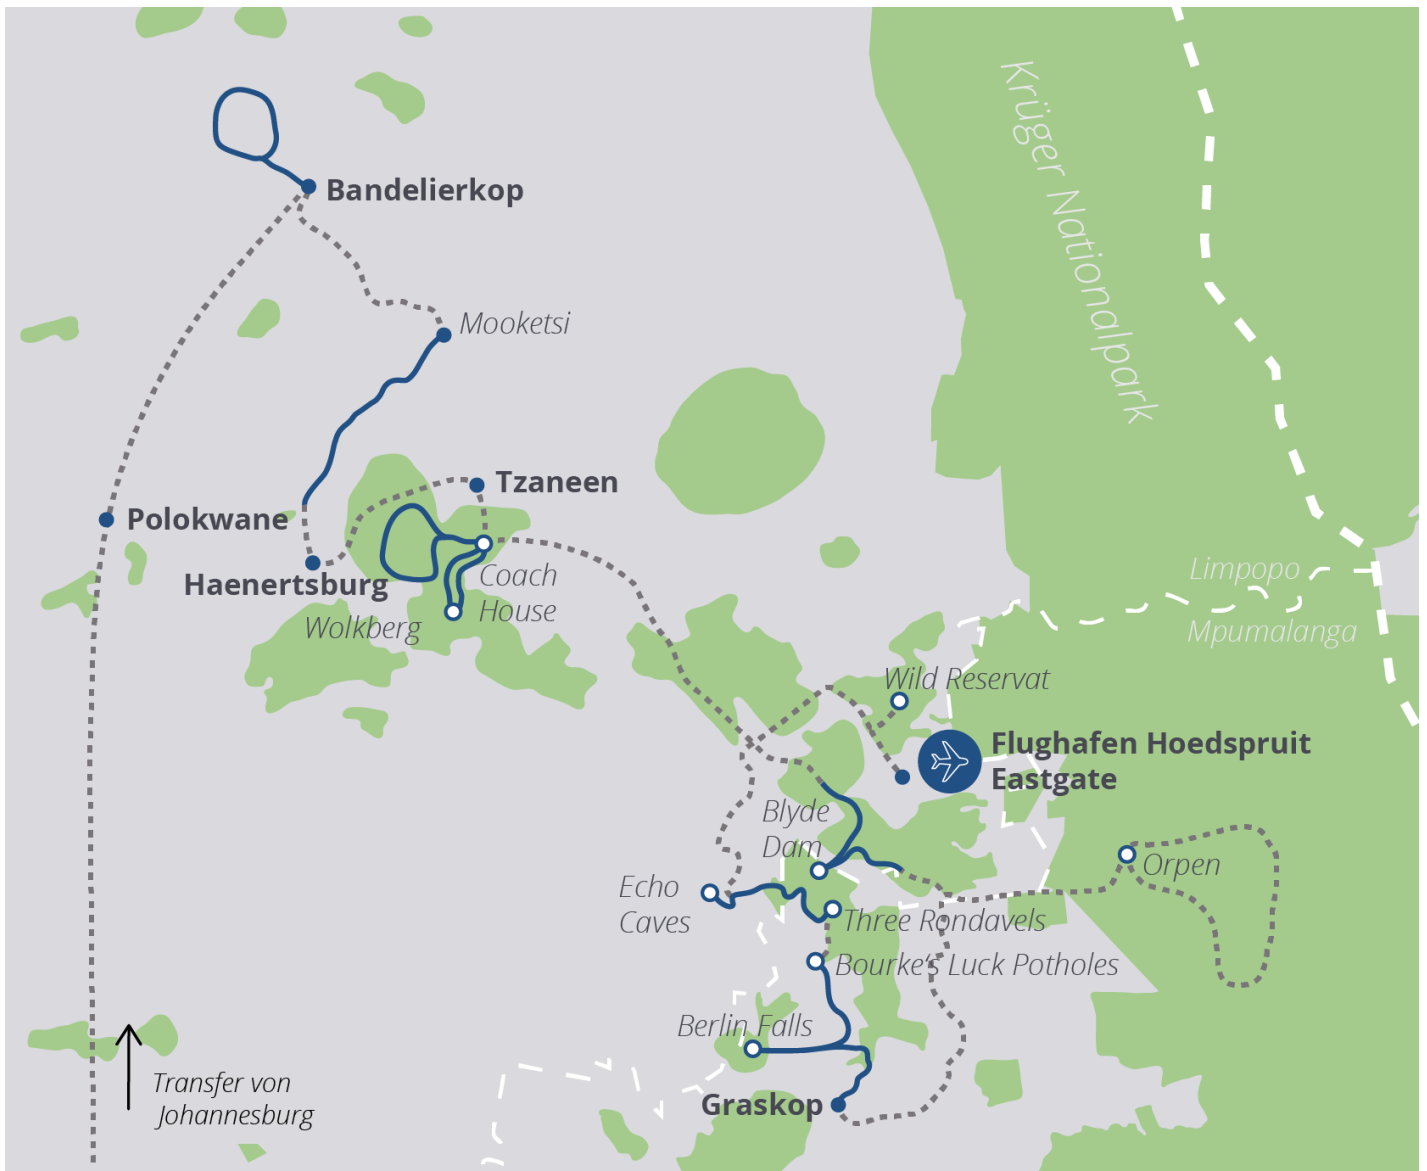 Krüger Nationalpark
Bandelierkop
Mooketsi
Tzaneen
Polokwane
Haenertsburg
Coach
House
Wolkberg
Limpopo
Mpumalanga
Wild Reservat
Flughafen Hoedspruit
Eastgate
Blyde
Dam
Orpen
Echo
Caves
Three Rondavels
Bourke's Luck Potholes
Berlin Falls
Graskop
Transfer von
Johannesburg